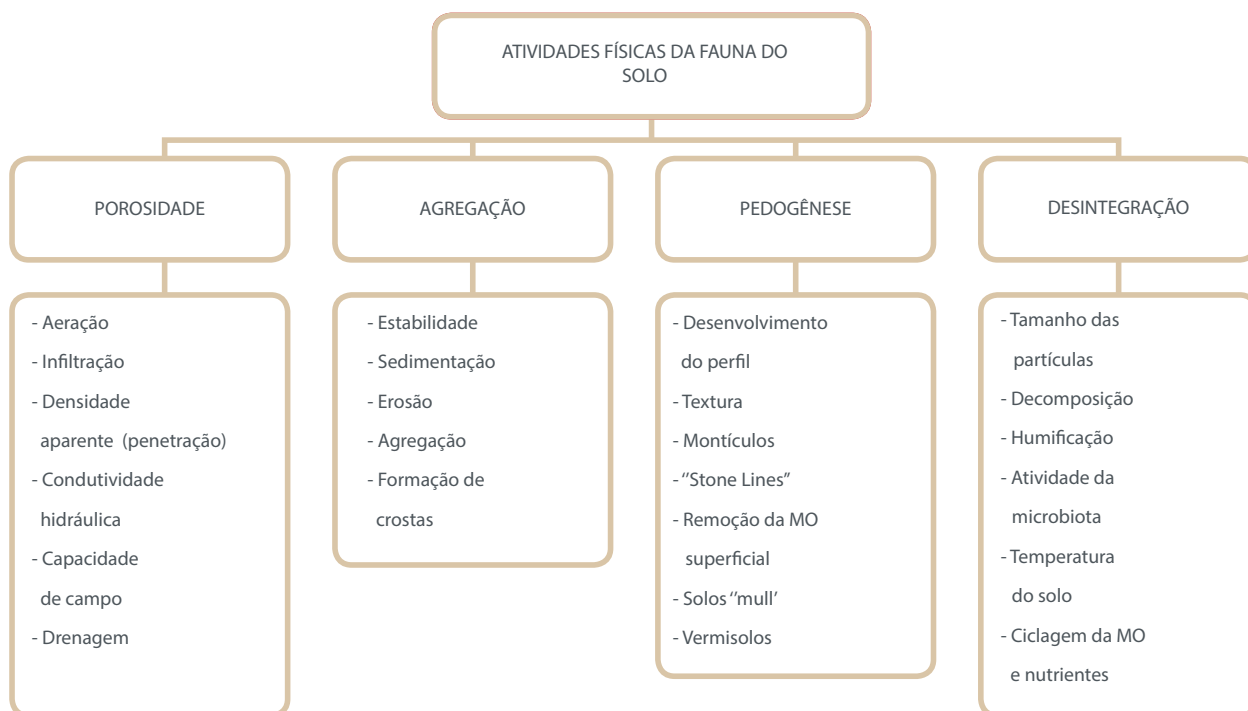 ATIVIDADES FÍSICAS DA FAUNA DO
SOLO
POROSIDADE
- Aeração
- Infiltração
- Densidade
aparente (penetração)
- Condutividade
hidráulica
- Capacidade
de campo
- Drenagem
AGREGAÇÃO
- Estabilidade
- Sedimentação
- Erosão
- Agregação
- Formação de
crostas
PEDOGÊNESE
- Desenvolvimento
do perfil
- Textura
- Montículos
- “Stone Lines”
- Remoção da MO
superficial
- Solos “mull’
- Vermisolos
DESINTEGRAÇÃO
- Tamanho das
partículas
- Decomposição
- Humificação
- Atividade da
microbiota
- Temperatura
do solo
- Ciclagem da MO
e nutrientes